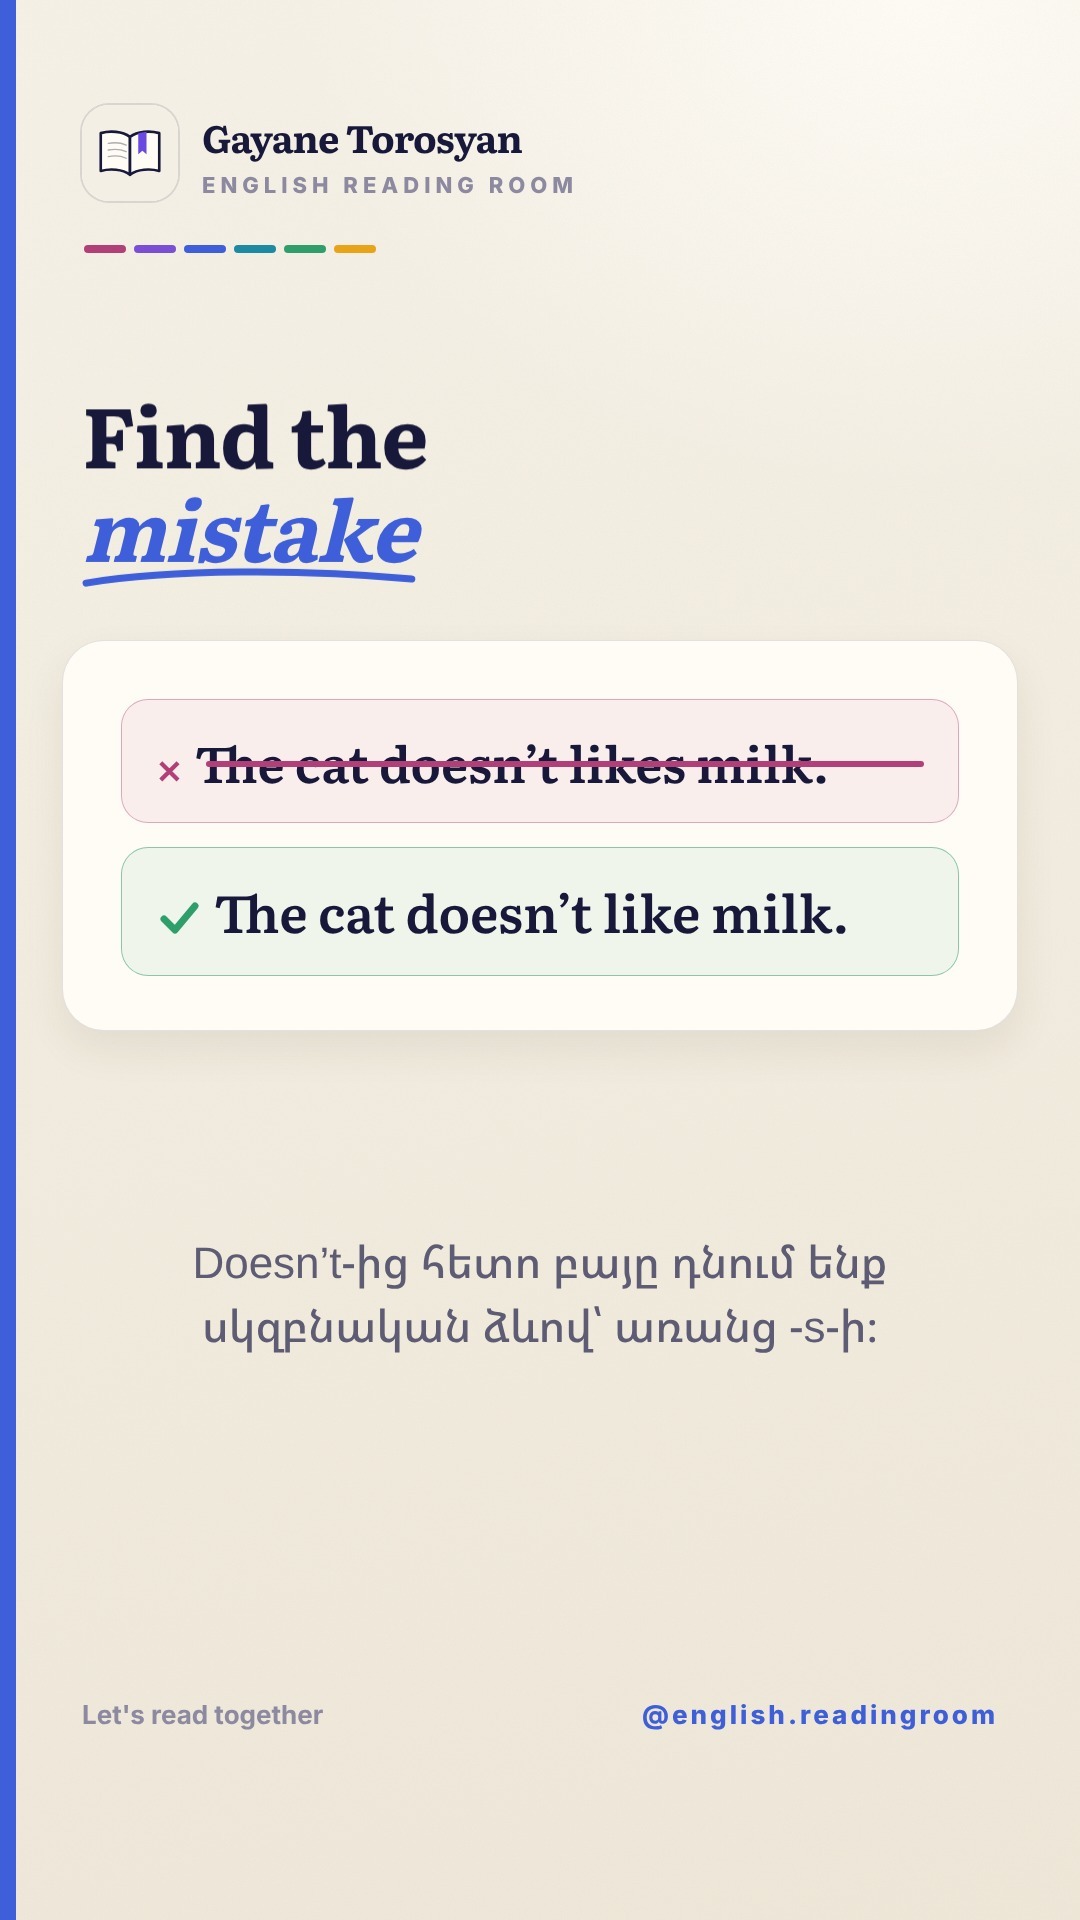 Gayane Torosyan
ENGLISH READING ROOM
Find the
mistake
× The cat doesn’t likes milk.
✓ The cat doesn’t like milk.
Doesn’t-ից հետո բայը դնում ենք
սկզբնական ձևով՝ առանց -s-ի:
Let's read together
@english.readingroom